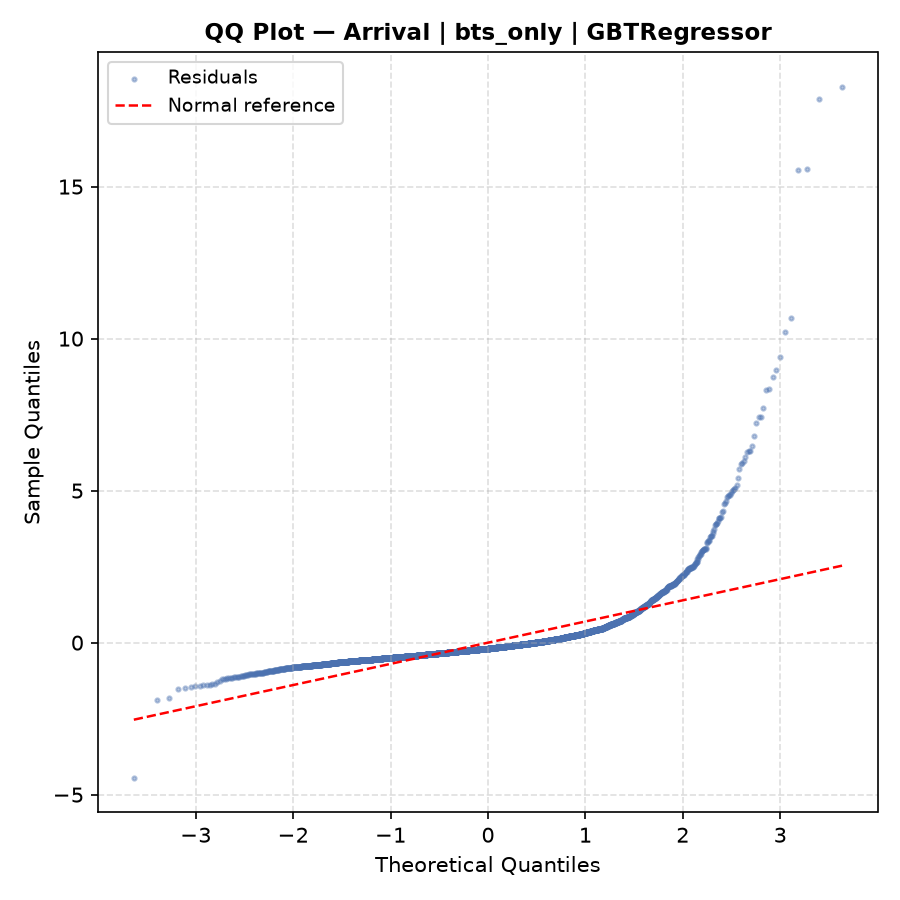 QQ Plot — Arrival | bts_only | GBTRegressor
Residuals
Normal reference
15
10
5
0
−5
Sample Quantiles
−3 −2 −1 0 1 2 3
Theoretical Quantiles